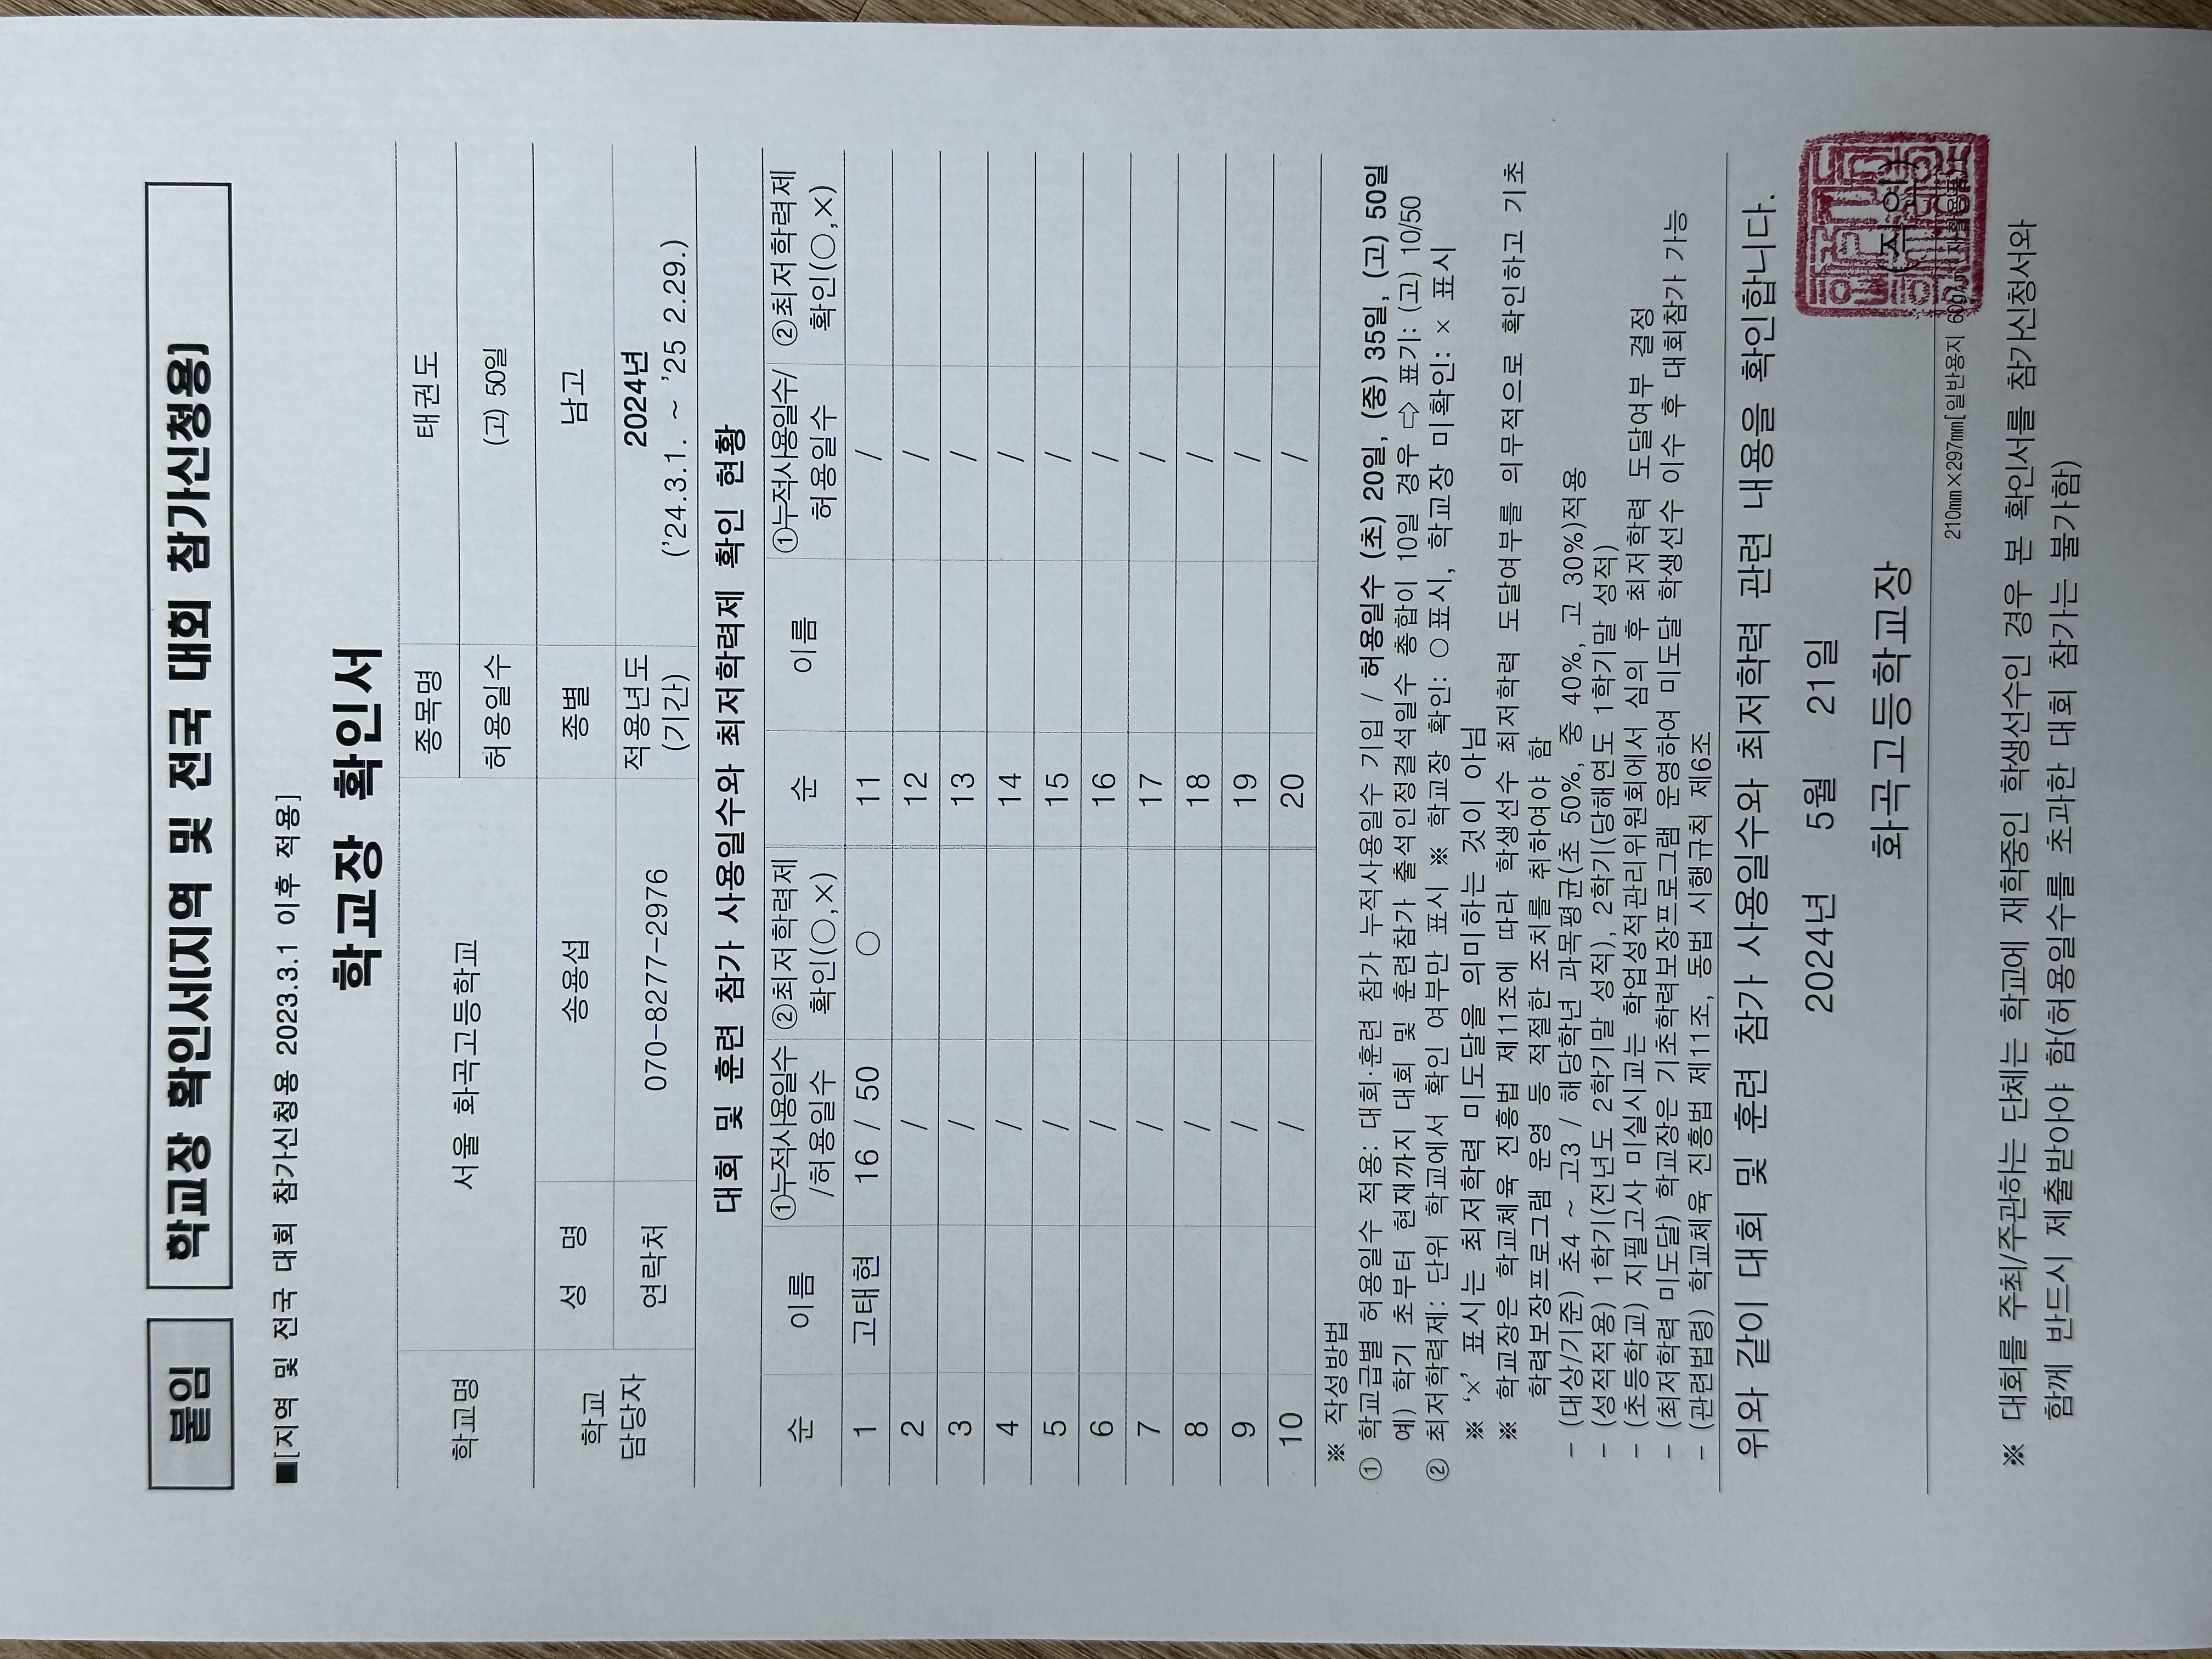 붙임
학교장 확인서[지역 및 전국 대회 참가신청용]
■[지역 및 전국 대회 참가신청용 2023.3.1 이후 적용]
학교장 확인서
학교명 서울 화곡고등학교 종목명 태권도
허용일수 (고) 50일
학교 담당자 성 명 송용섭 종별 남고
연락처 070-8277-2976 적용년도 (기간) 2024년
('24.3.1. ~ '25 2.29.)
대회 및 훈련 참가 사용일수와 최저학력제 확인 현황
순 이름 ①누적사용일수 /허용일수 ②최저학력제 확인(○,×) 순 이름 ①누적사용일수/ 허용일수 ②최저학력제 확인(○,×)
1 고태현 16 / 50 ○ 11 /
2 / 12 /
3 / 13 /
4 / 14 /
5 / 15 /
6 / 16 /
7 / 17 /
8 / 18 /
9 / 19 /
10 / 20 /
※ 작성방법
① 학교급별 허용일수 적용: 대회·훈련 참가 누적사용일수 기입 / 허용일수 (초) 20일, (중) 35일, (고) 50일
예) 학기 초부터 현재까지 대회 및 훈련참가 출석인정결석일수 총합이 10일 경우 ⇨ 표기: (고) 10/50
② 최저학력제: 단위 학교에서 확인 여부만 표시 ※ 학교장 확인: ○표시, 학교장 미확인: × 표시
※ '×' 표시는 최저학력 미도달을 의미하는 것이 아님
※ 학교장은 학교체육 진흥법 제11조에 따라 학생선수 최저학력 도달여부를 의무적으로 확인하고 기초
학력보장프로그램 운영 등 적절한 조치를 취하여야 함
- (대상/기준) 초4 ~ 고3 / 해당학년 과목평균(초 50%, 중 40%, 고 30%)적용
- (성적적용) 1학기(전년도 2학기말 성적), 2학기(당해연도 1학기말 성적)
- (초등학교) 지필고사 미실시교는 학업성적관리위원회에서 심의 후 최저학력 도달여부 결정
- (최저학력 미도달) 학교장은 기초학력보장프로그램 운영하여 미도달 학생선수 이수 후 대회참가 가능
- (관련법령) 학교체육 진흥법 제11조, 동법 시행규칙 제6조
위와 같이 대회 및 훈련 참가 사용일수와 최저학력 관련 내용을 확인합니다.
2024년 5월 21일
화곡고등학교장 (직인)
210mm×297mm[일반용지 60g/㎡(재활용품)]
※ 대회를 주최/주관하는 단체는 학교에 재학중인 학생선수인 경우 본 확인서를 참가신청서와
함께 반드시 제출받아야 함(허용일수를 초과한 대회 참가는 불가함)